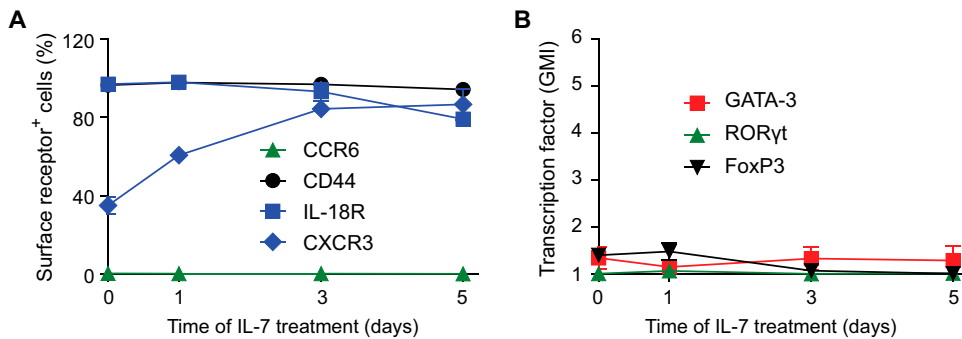 A
Surface receptor⁺ cells (%)
120
80
40
0
CCR6
CD44
IL-18R
CXCR3
0 1 3 5
Time of IL-7 treatment (days)
B
Transcription factor (GMI)
6
5
4
3
2
1
GATA-3
RORγt
FoxP3
0 1 3 5
Time of IL-7 treatment (days)